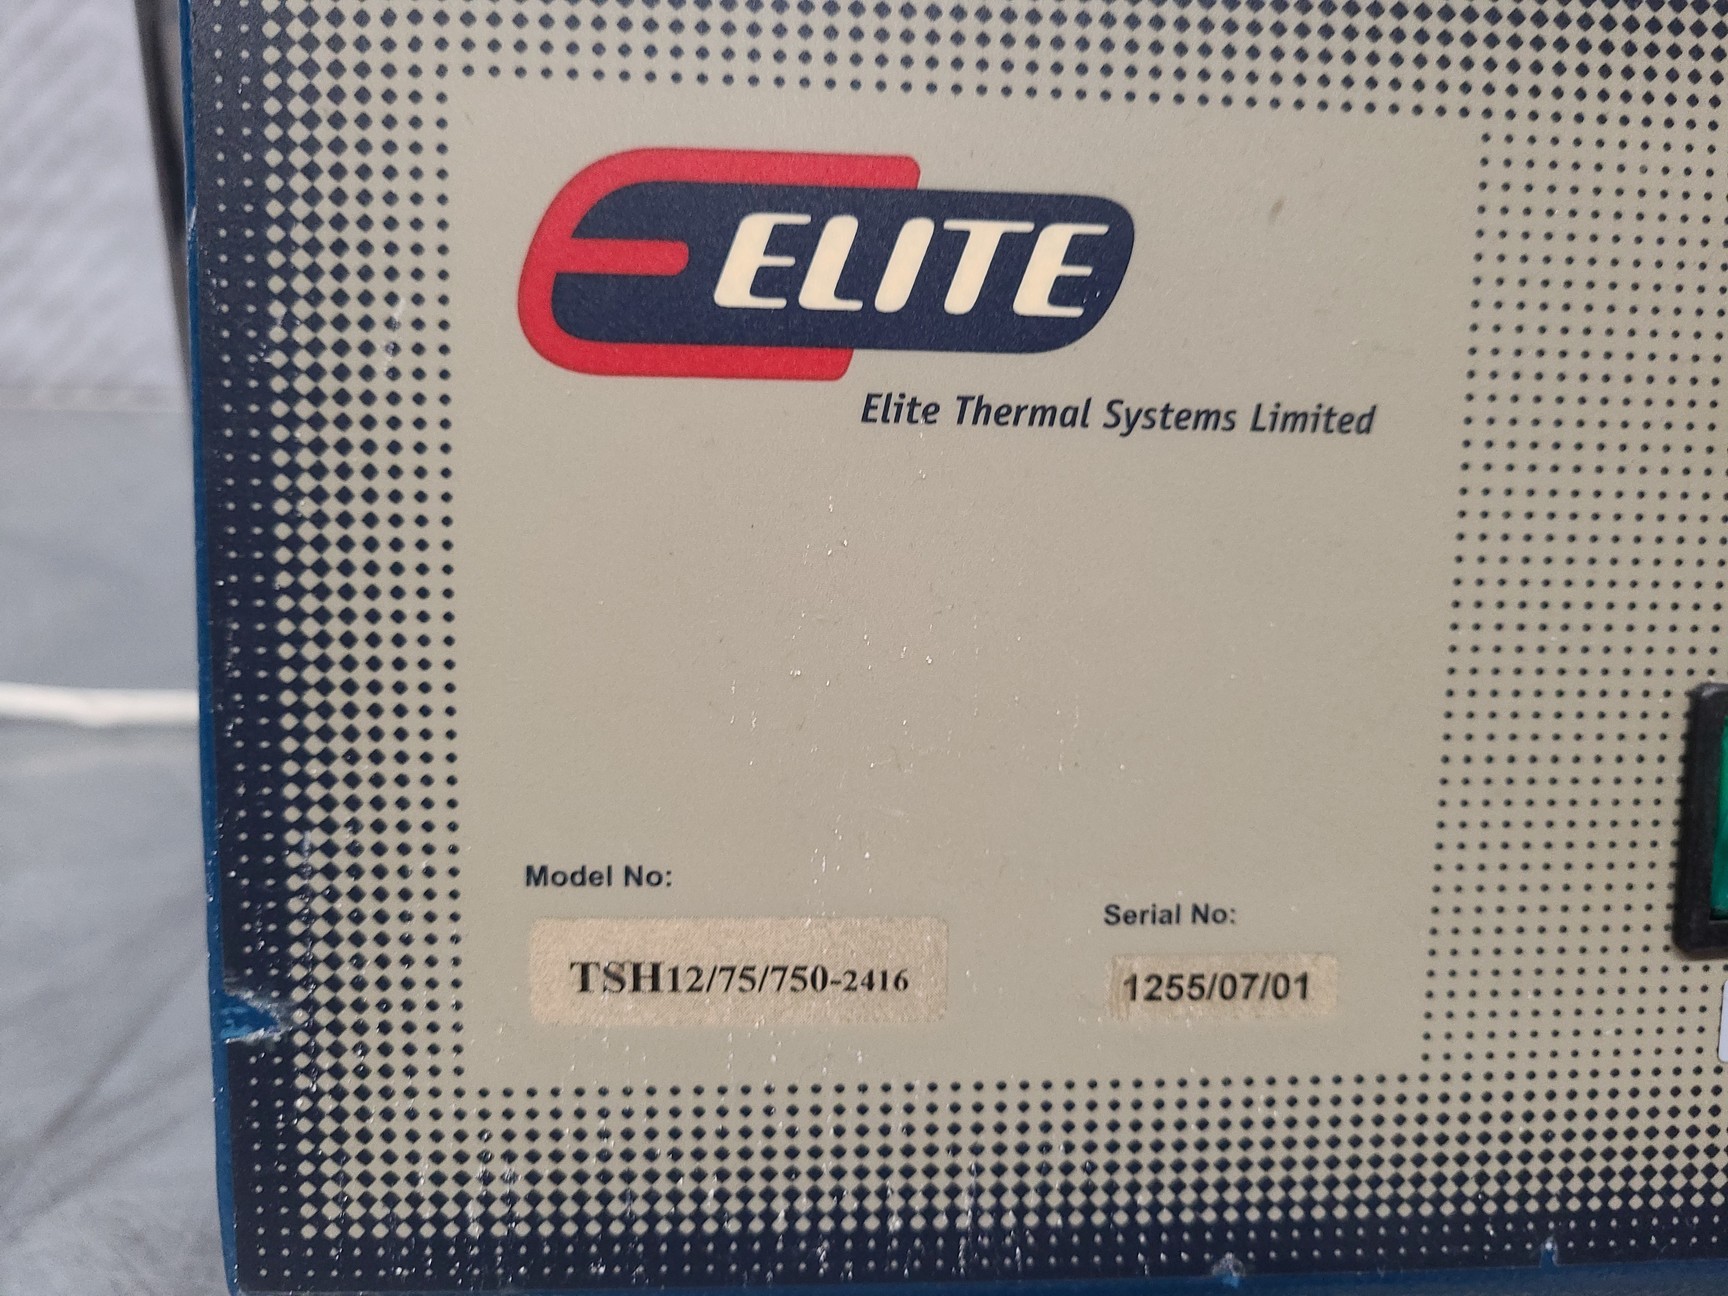 ELITE
Elite Thermal Systems Limited
Model No:
TSH12/75/750-2416
Serial No:
1255/07/01